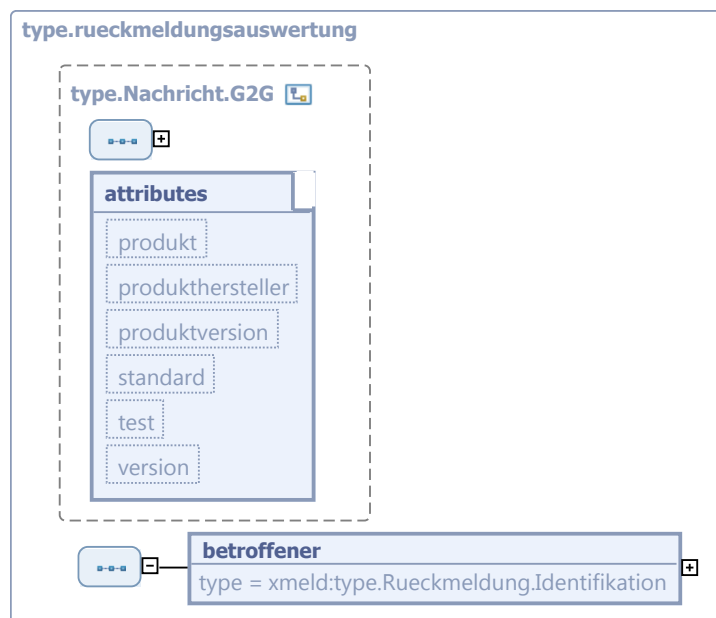 type.rueckmeldungsauswertung
type.Nachricht.G2G
attributes
produkt
produkthersteller
produktversion
standard
test
version
betroffener
type = xmeld:type.Rueckmeldung.Identifikation